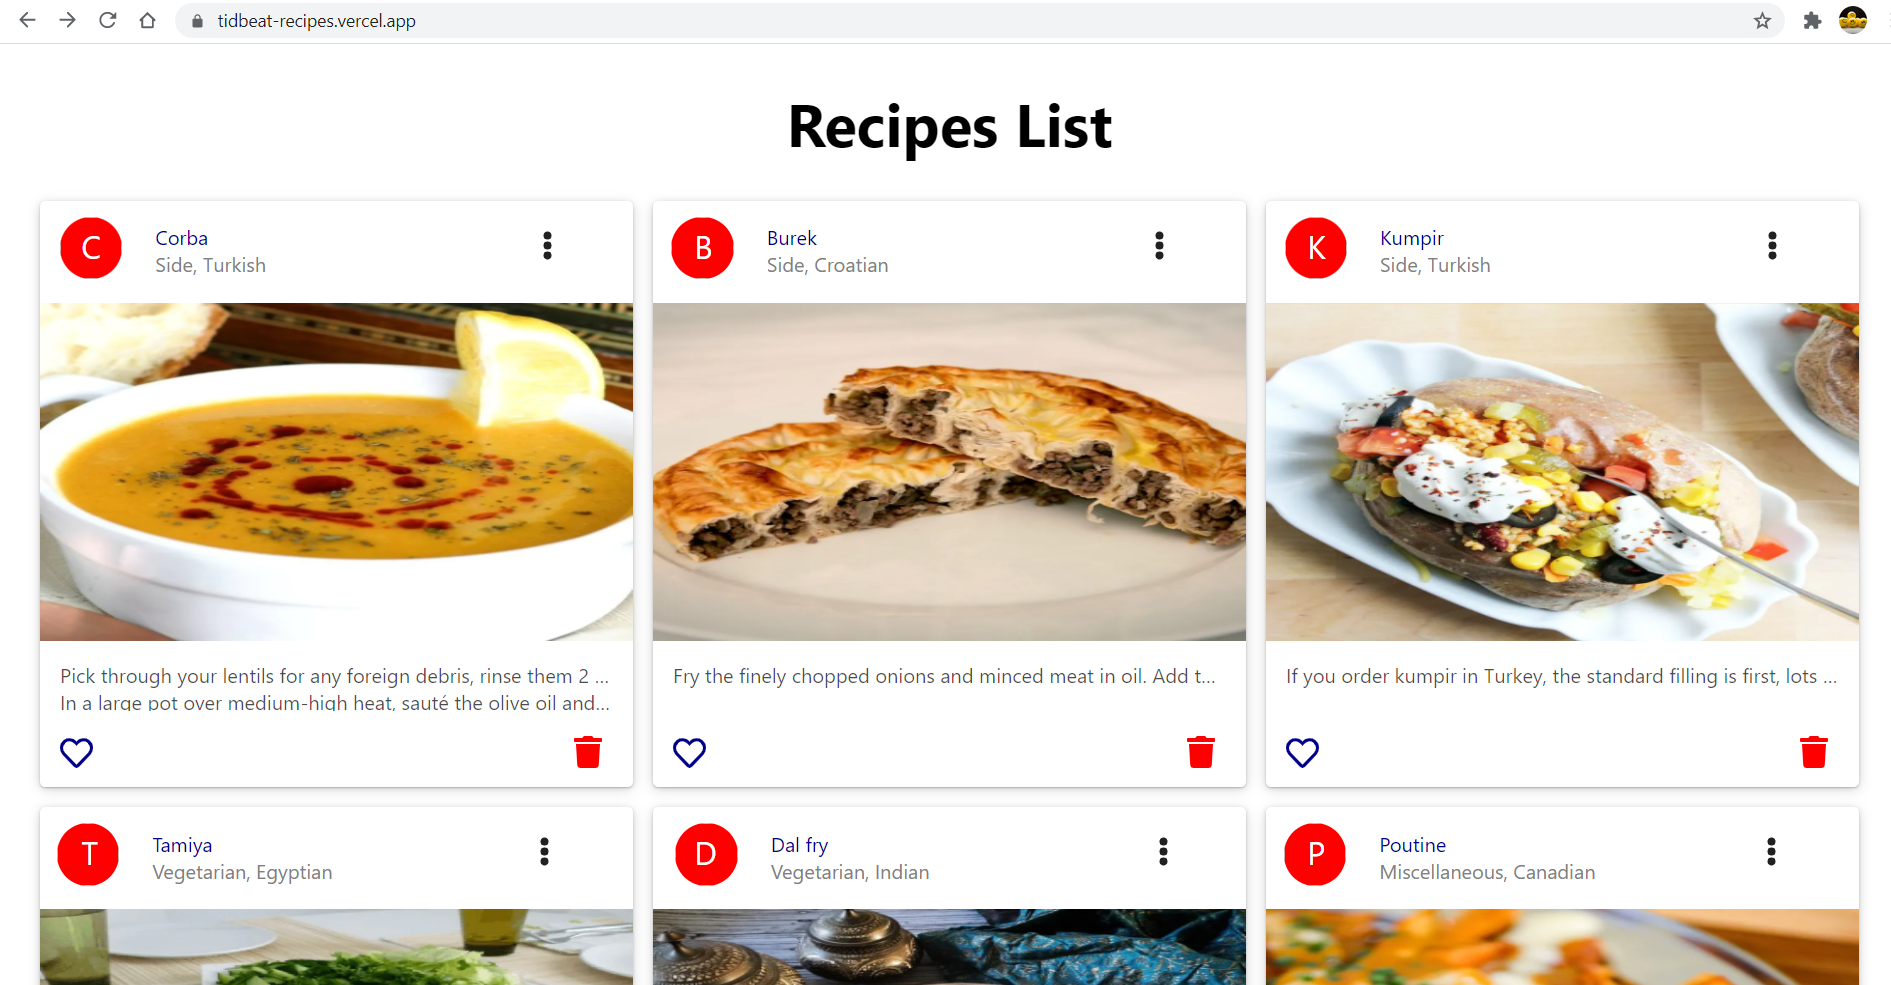 tidbeat-recipes.vercel.app
Recipes List
C
Corba
Side, Turkish
Pick through your lentils for any foreign debris, rinse them 2 ...
In a large pot over medium-high heat, sauté the olive oil and...
B
Burek
Side, Croatian
Fry the finely chopped onions and minced meat in oil. Add t...
K
Kumpir
Side, Turkish
If you order kumpir in Turkey, the standard filling is first, lots ...
T
Tamiya
Vegetarian, Egyptian
D
Dal fry
Vegetarian, Indian
P
Poutine
Miscellaneous, Canadian